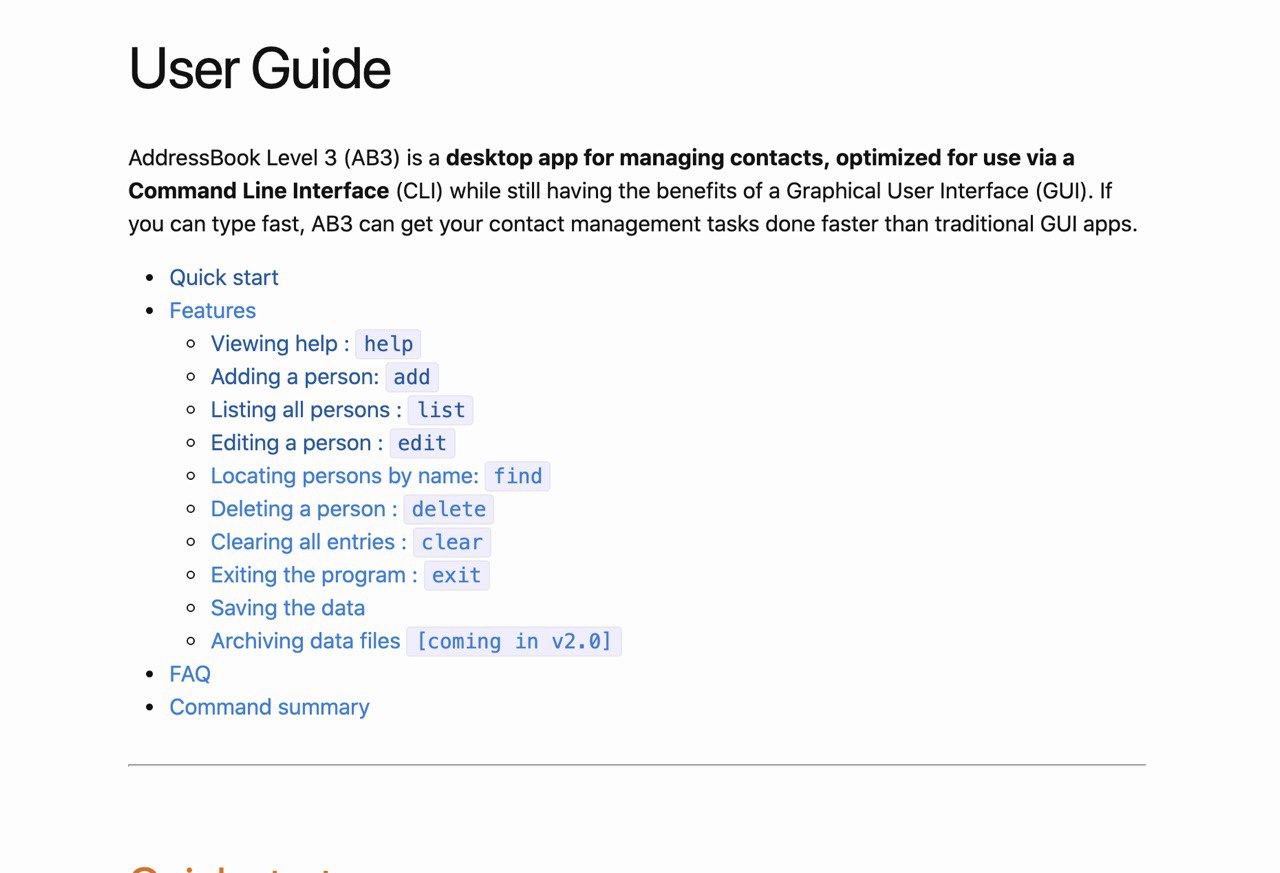 User Guide
AddressBook Level 3 (AB3) is a desktop app for managing contacts, optimized for use via a
Command Line Interface (CLI) while still having the benefits of a Graphical User Interface (GUI). If
you can type fast, AB3 can get your contact management tasks done faster than traditional GUI apps.
Quick start
Features
Viewing help : help
Adding a person: add
Listing all persons : list
Editing a person : edit
Locating persons by name: find
Deleting a person : delete
Clearing all entries : clear
Exiting the program : exit
Saving the data
Archiving data files [coming in v2.0]
FAQ
Command summary